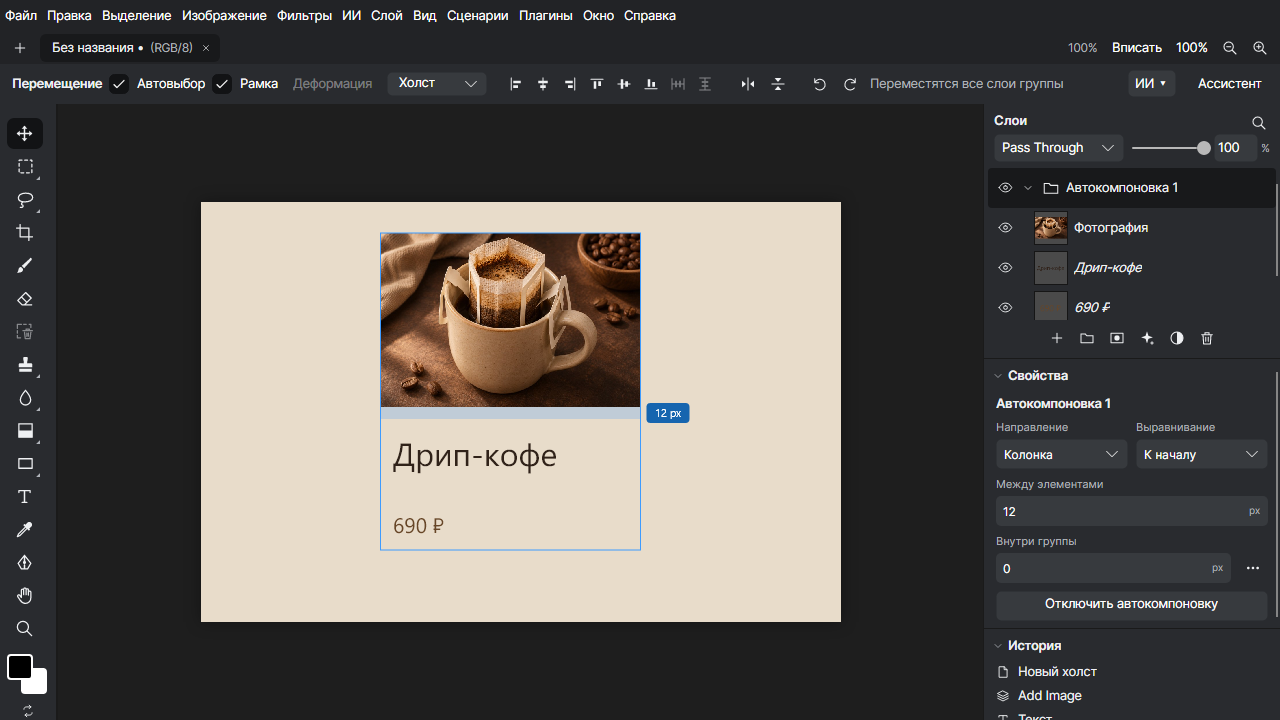 Файл Правка Выделение Изображение Фильтры ИИ Слой Вид Сценарии Плагины Окно Справка
Без названия • (RGB/8) 100% Вписать 100%
Перемещение Автовыбор Рамка Деформация Холст Переместятся все слои группы ИИ Ассистент
Слои
Pass Through 100 %
Автокомпоновка 1
Фотография
Дрип-кофе
690 ₽
12 px
Дрип-кофе
690 ₽
Свойства
Автокомпоновка 1
Направление Выравнивание
Колонка К началу
Между элементами
12 px
Внутри группы
0 px
Отключить автокомпоновку
История
Новый холст
Add Image
Текст